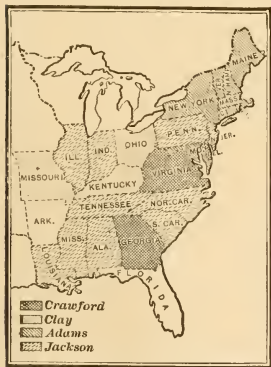 MAINE
NEW YORK
MASS.
PENN.
JER.
OHIO
IND.
ILL.
MISSOURI
VIRGINIA
KENTUCKY
NOR. CAR.
TENNESSEE
S. CAR.
ARK.
MISS.
ALA.
GEORGIA
LOUISIANA
FLORIDA
Crawford
Clay
Adams
Jackson